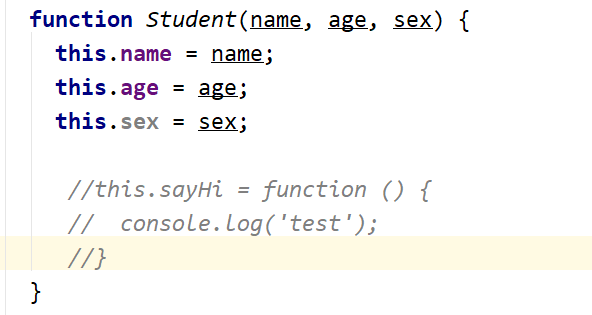 function Student(name, age, sex) {
this.name = name;
this.age = age;
this.sex = sex;
//this.sayHi = function () {
//  console.log('test');
//}
}